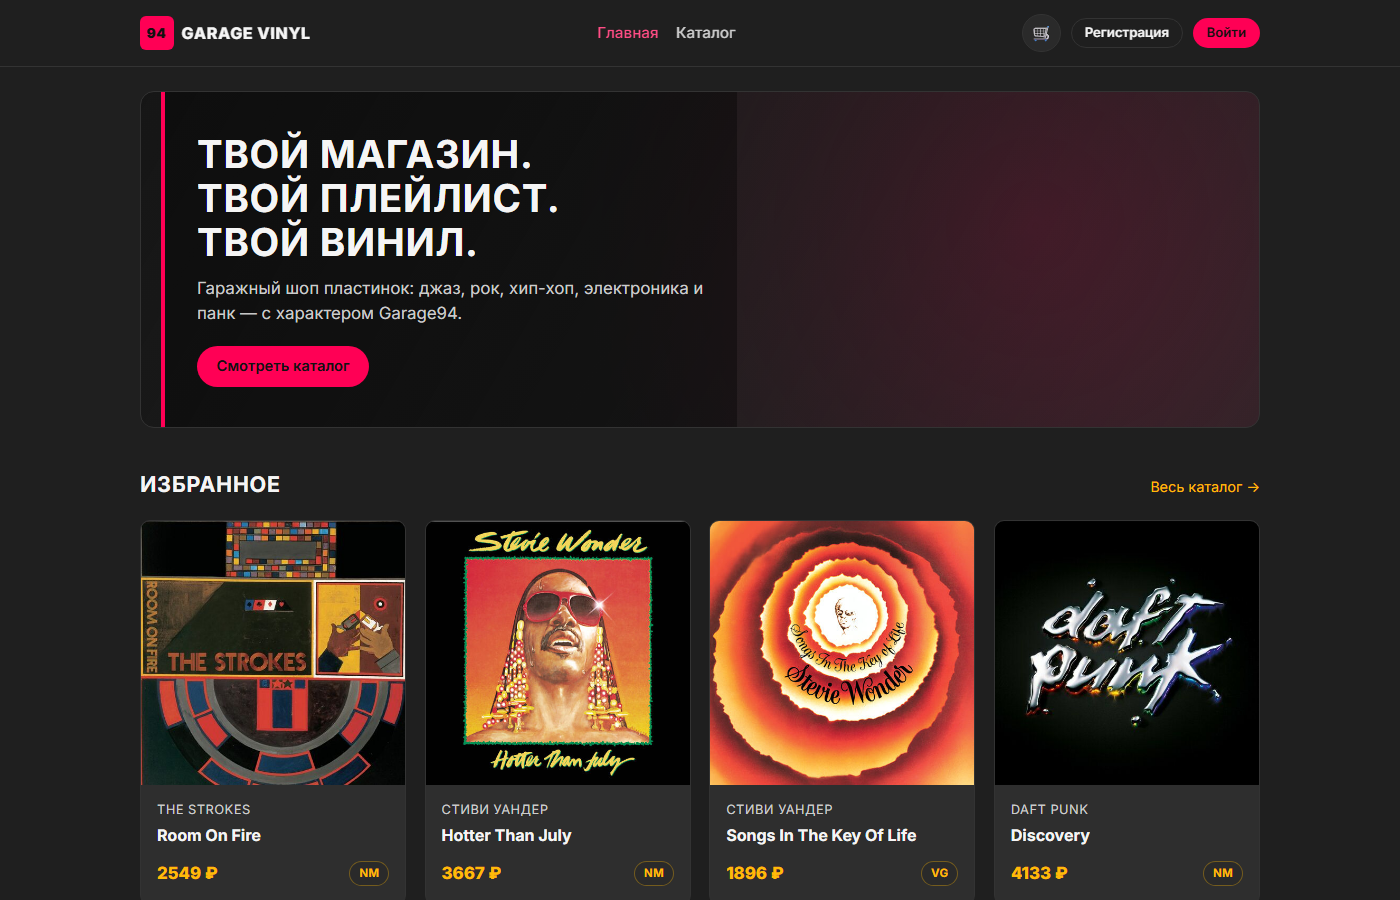 94 GARAGE VINYL
Главная Каталог
Регистрация Войти
ТВОЙ МАГАЗИН.
ТВОЙ ПЛЕЙЛИСТ.
ТВОЙ ВИНИЛ.
Гаражный шоп пластинок: джаз, рок, хип-хоп, электроника и
панк — с характером Garage94.
Смотреть каталог
ИЗБРАННОЕ
Весь каталог →
ROOM ON FIRE
THE STROKES
Stevie Wonder
Hotter Than July
Songs In The Key of Life
Stevie Wonder
daft
punk
THE STROKES
Room On Fire
2549 ₽ NM
СТИВИ УАНДЕР
Hotter Than July
3667 ₽ NM
СТИВИ УАНДЕР
Songs In The Key Of Life
1896 ₽ VG
DAFT PUNK
Discovery
4133 ₽ NM